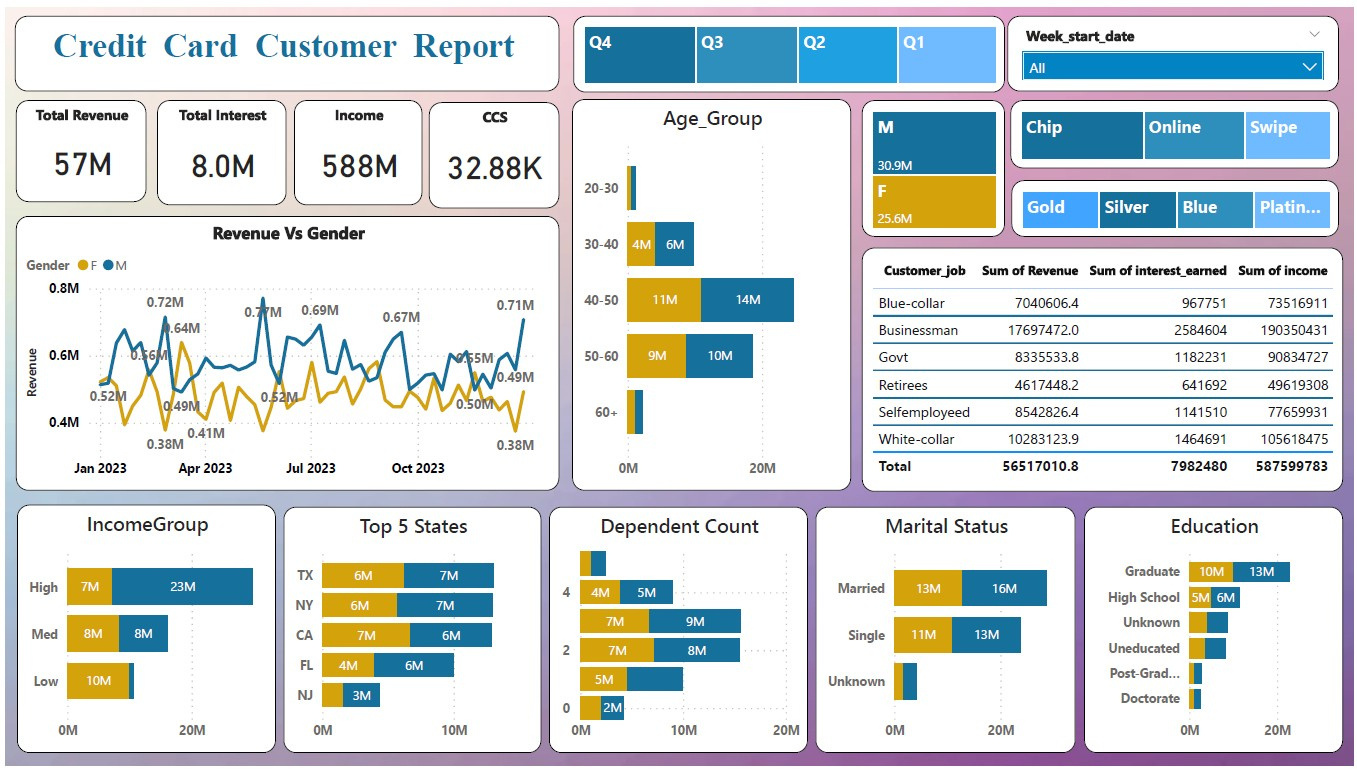 Credit Card Customer Report
Q4 Q3 Q2 Q1
Week_start_date
All
Total Revenue
57M
Total Interest
8.0M
Income
588M
CCS
32.88K
Revenue Vs Gender
Gender F M
Revenue
0.8M
0.6M
0.4M
0.72M
0.64M
0.56M
0.52M
0.49M
0.38M
0.41M
0.77M
0.52M
0.69M
0.67M
0.55M
0.50M
0.71M
0.49M
0.38M
Jan 2023 Apr 2023 Jul 2023 Oct 2023
Age_Group
20-30
30-40 4M 6M
40-50 11M 14M
50-60 9M 10M
60+
0M 20M
M
30.9M
F
25.6M
Chip Online Swipe
Gold Silver Blue Platin...
Customer_job Sum of Revenue Sum of interest_earned Sum of income
Blue-collar 7040606.4 967751 73516911
Businessman 17697472.0 2584604 190350431
Govt 8335533.8 1182231 90834727
Retirees 4617448.2 641692 49619308
Selfemployeed 8542826.4 1141510 77659931
White-collar 10283123.9 1464691 105618475
Total 56517010.8 7982480 587599783
IncomeGroup
High 7M 23M
Med 8M 8M
Low 10M
0M 20M
Top 5 States
TX 6M 7M
NY 6M 7M
CA 7M 6M
FL 4M 6M
NJ 3M
0M 10M
Dependent Count
4 4M 5M
7M 9M
2 7M 8M
5M
0 2M
0M 10M 20M
Marital Status
Married 13M 16M
Single 11M 13M
Unknown
0M 20M
Education
Graduate 10M 13M
High School 5M 6M
Unknown
Uneducated
Post-Grad...
Doctorate
0M 20M